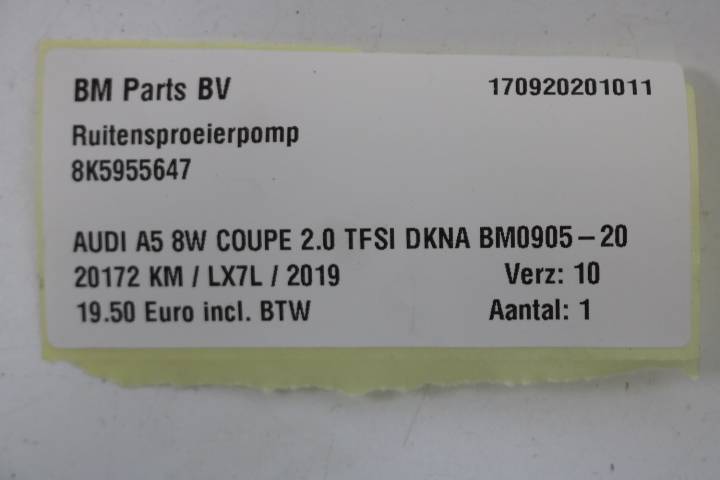 BM Parts BV 170920201011
Ruitensproeierpomp
8K5955647
AUDI A5 8W COUPE 2.0 TFSI DKNA BM0905-20
20172 KM / LX7L / 2019 Verz: 10
19.50 Euro incl. BTW Aantal: 1